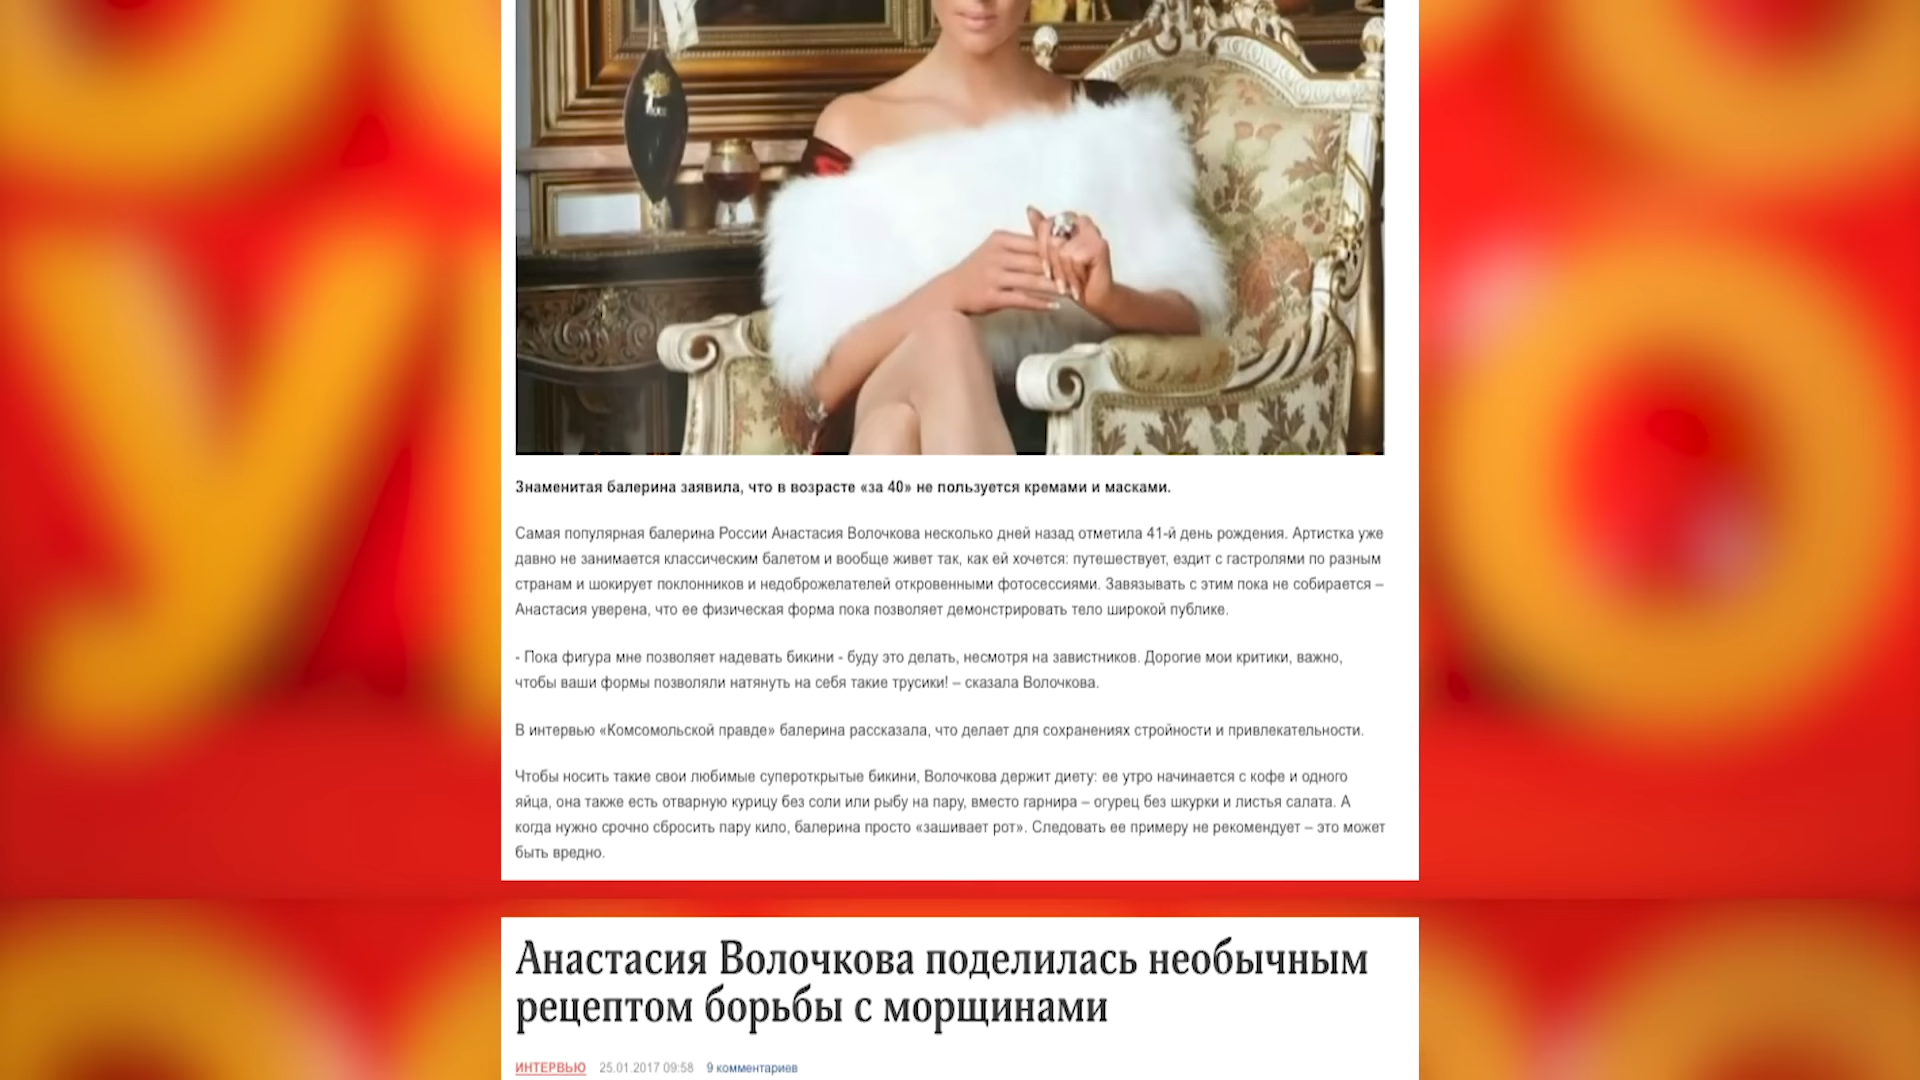 Знаменитая балерина заявила, что в возрасте «за 40» не пользуется кремами и масками.
Самая популярная балерина России Анастасия Волочкова несколько дней назад отметила 41-й день рождения. Артистка уже
давно не занимается классическим балетом и вообще живет так, как ей хочется: путешествует, ездит с гастролями по разным
странам и шокирует поклонников и недоброжелателей откровенными фотосессиями. Завязывать с этим пока не собирается –
Анастасия уверена, что ее физическая форма пока позволяет демонстрировать тело широкой публике.
- Пока фигура мне позволяет надевать бикини - буду это делать, несмотря на завистников. Дорогие мои критики, важно,
чтобы ваши формы позволяли натянуть на себя такие трусики! – сказала Волочкова.
В интервью «Комсомольской правде» балерина рассказала, что делает для сохранениях стройности и привлекательности.
Чтобы носить такие свои любимые супероткрытые бикини, Волочкова держит диету: ее утро начинается с кофе и одного
яйца, она также есть отварную курицу без соли или рыбу на пару, вместо гарнира – огурец без шкурки и листья салата. А
когда нужно срочно сбросить пару кило, балерина просто «зашивает рот». Следовать ее примеру не рекомендует – это может
быть вредно.
Анастасия Волочкова поделилась необычным
рецептом борьбы с морщинами
ИНТЕРВЬЮ 25.01.2017 09:58 9 комментариев